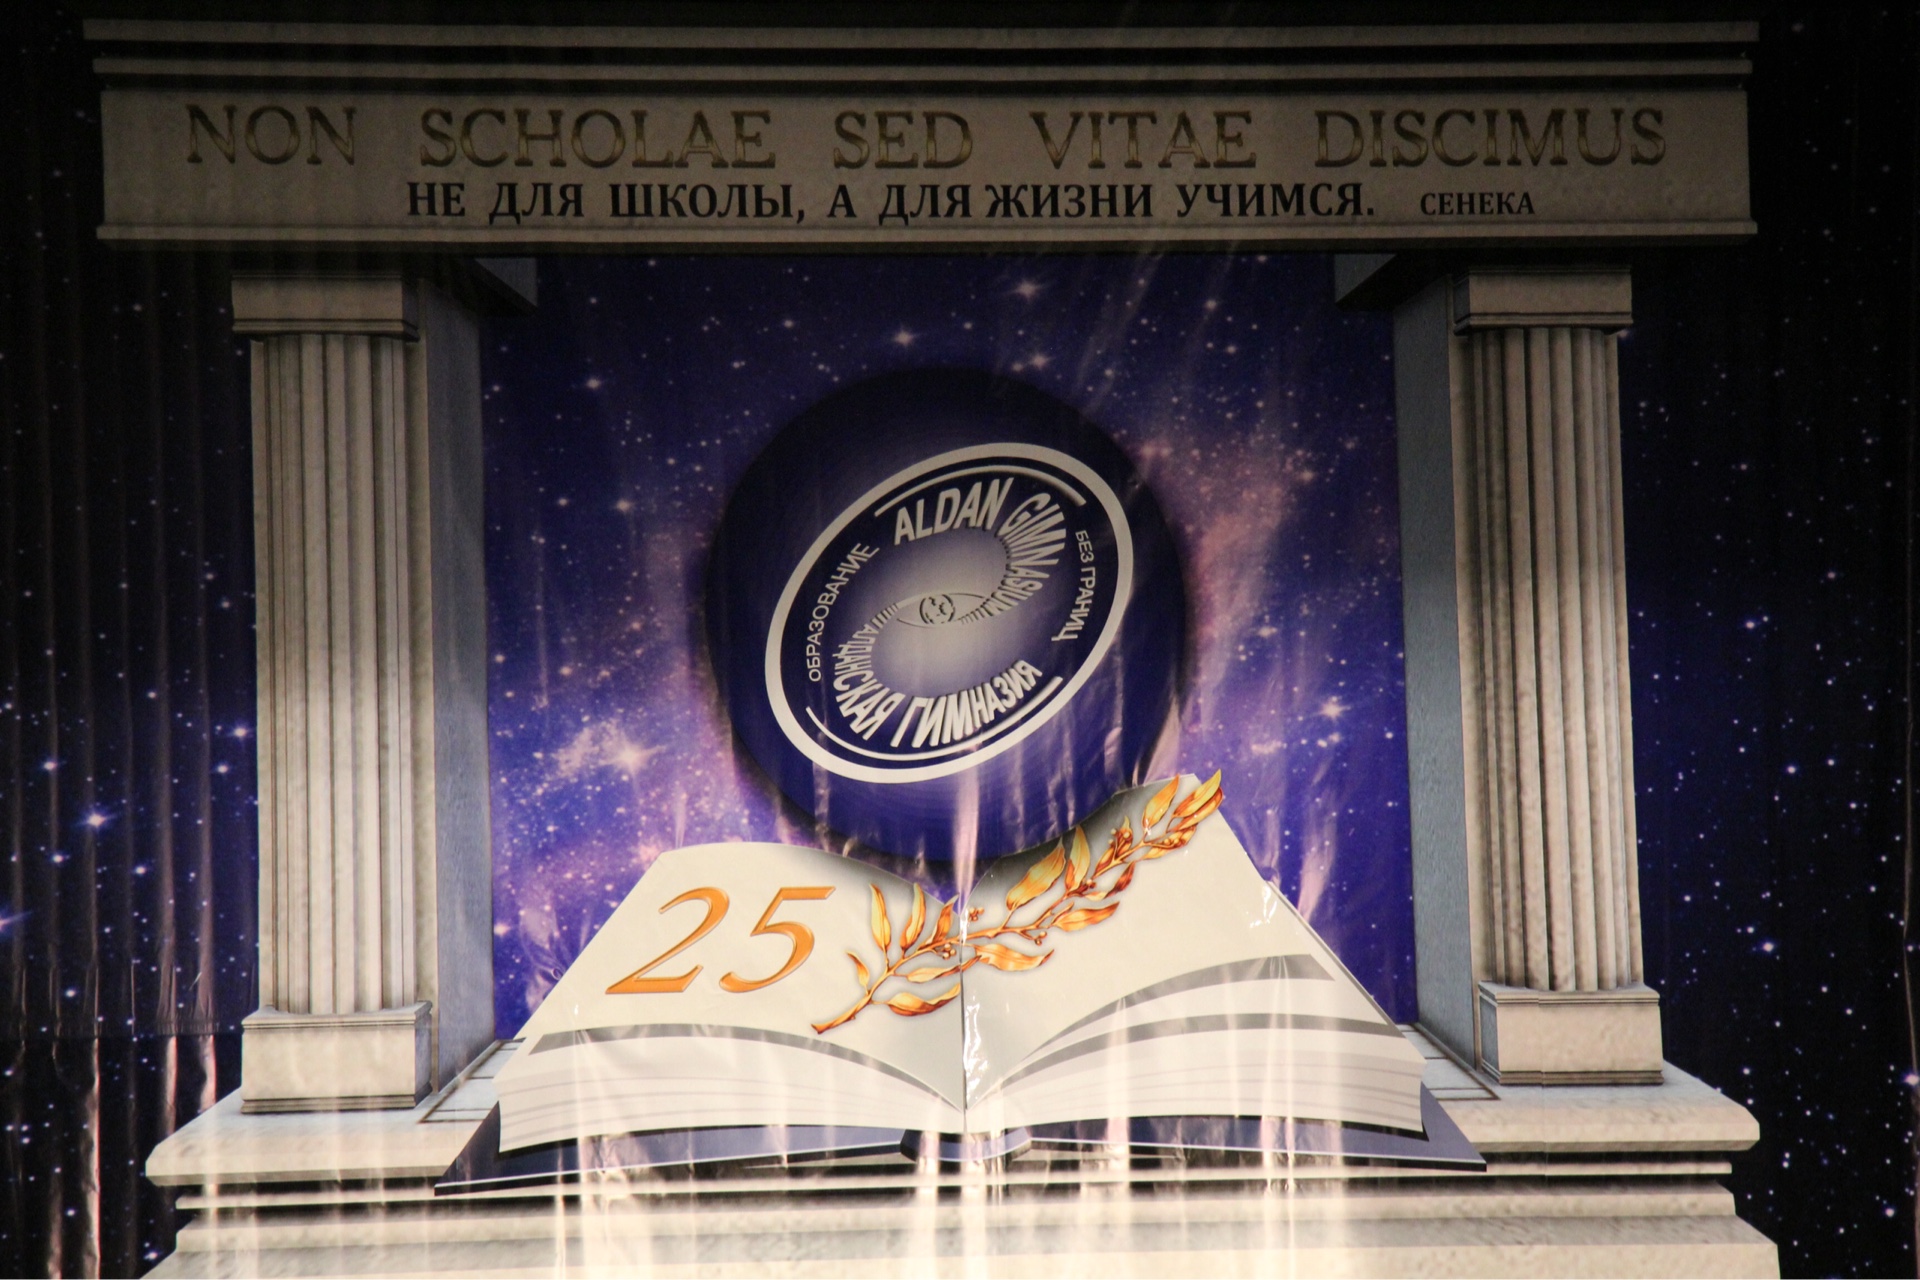 NON SCHOLAE SED VITAE DISCIMUS
НЕ ДЛЯ ШКОЛЫ, А ДЛЯ ЖИЗНИ УЧИМСЯ. СЕНЕКА
ALDAN GIMNASIUM
ОБРАЗОВАНИЕ
БЕЗ ГРАНИЦ
АЛДАНСКАЯ ГИМНАЗИЯ
25